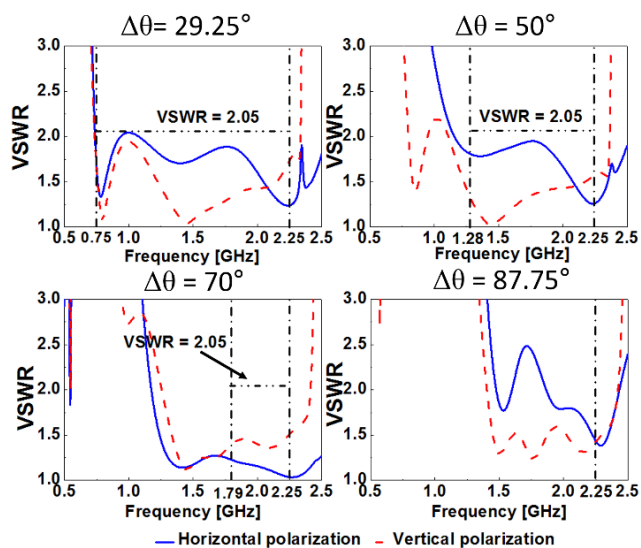 Δθ= 29.25°
Δθ = 50°
3.0
2.5
2.0
1.5
1.0
VSWR
VSWR = 2.05
0.5
0.75
1.0
1.5
2.0
2.25
2.5
Frequency [GHz]
3.0
2.5
2.0
1.5
1.0
VSWR
VSWR = 2.05
0.5
1.0
1.28
1.5
2.0
2.25
2.5
Frequency [GHz]
Δθ = 70°
Δθ = 87.75°
3.0
2.5
2.0
1.5
1.0
VSWR
VSWR = 2.05
0.5
1.0
1.5
1.79
2.0
2.25
2.5
Frequency [GHz]
3.0
2.5
2.0
1.5
1.0
VSWR
0.5
1.0
1.5
2.0
2.25
2.5
Frequency [GHz]
Horizontal polarization
Vertical polarization